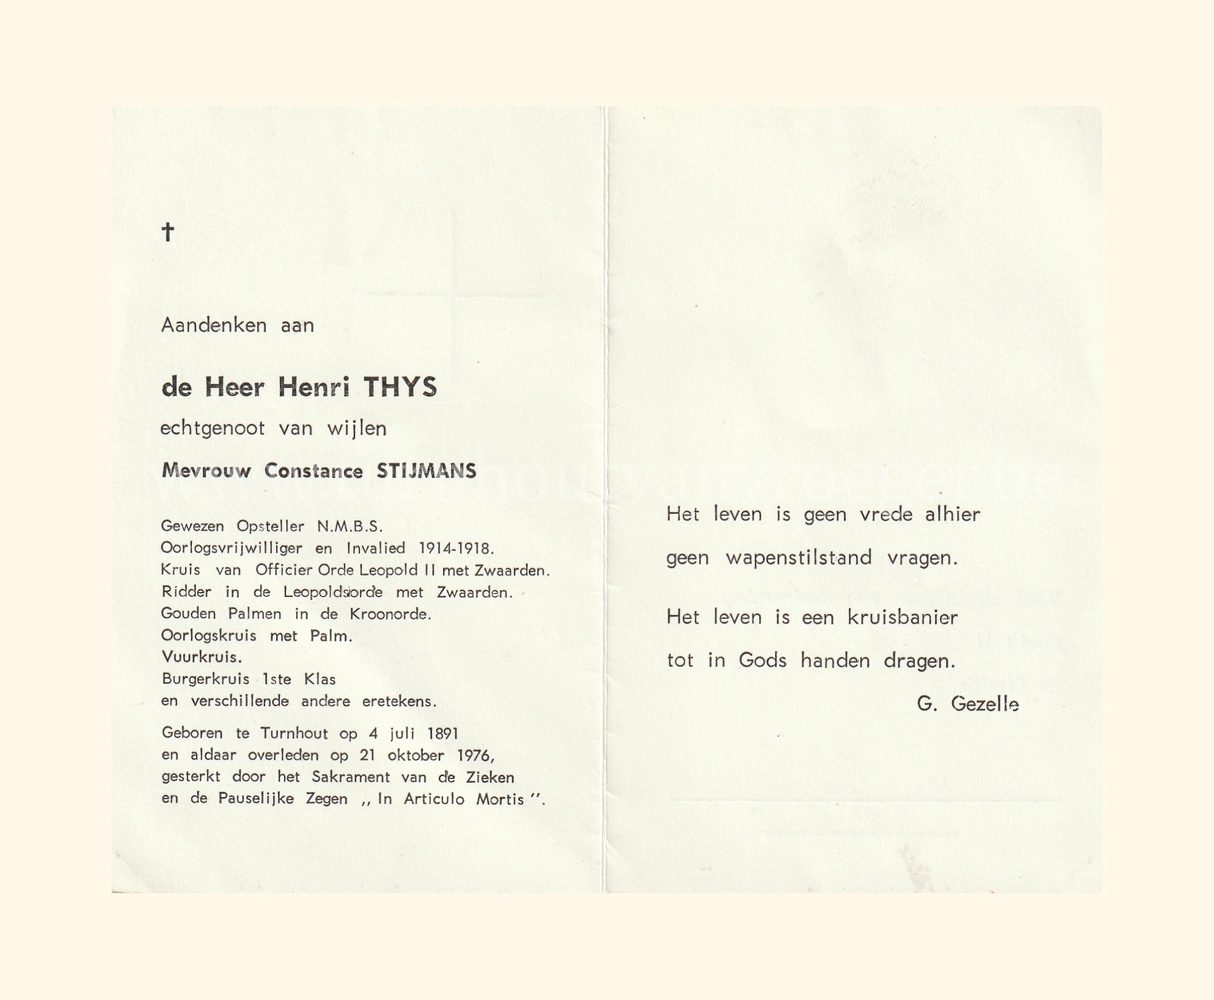 †
Aandenken aan
de Heer Henri THYS
echtgenoot van wijlen
Mevrouw Constance STIJMANS
Gewezen Opsteller N.M.B.S.
Oorlogsvrijwilliger en Invalied 1914-1918.
Kruis van Officier Orde Leopold II met Zwaarden.
Ridder in de Leopoldsorde met Zwaarden.
Gouden Palmen in de Kroonorde.
Oorlogskruis met Palm.
Vuurkruis.
Burgerkruis 1ste Klas
en verschillende andere eretekens.
Geboren te Turnhout op 4 juli 1891
en aldaar overleden op 21 oktober 1976,
gesterkt door het Sakrament van de Zieken
en de Pauselijke Zegen ,, In Articulo Mortis ″.
Het leven is geen vrede alhier
geen wapenstilstand vragen.
Het leven is een kruisbanier
tot in Gods handen dragen.
G. Gezelle